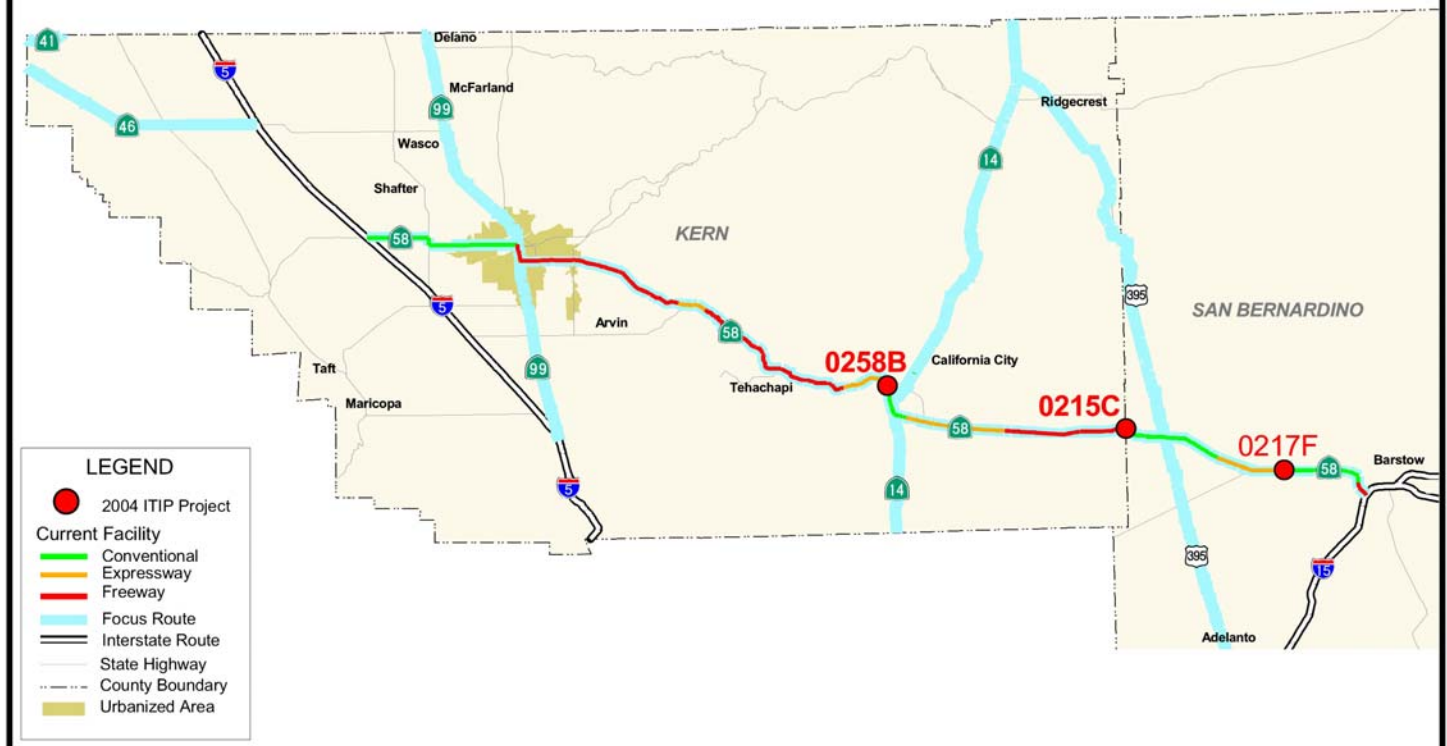 41
5
Delano
McFarland
99
Ridgecrest
46
Wasco
14
Shafter
58
KERN
395
SAN BERNARDINO
5
Arvin
58
0258B
California City
Taft
99
Tehachapi
Maricopa
0215C
58
0217F
58
Barstow
5
14
395
15
Adelanto
LEGEND
2004 ITIP Project
Current Facility
Conventional
Expressway
Freeway
Focus Route
Interstate Route
State Highway
County Boundary
Urbanized Area